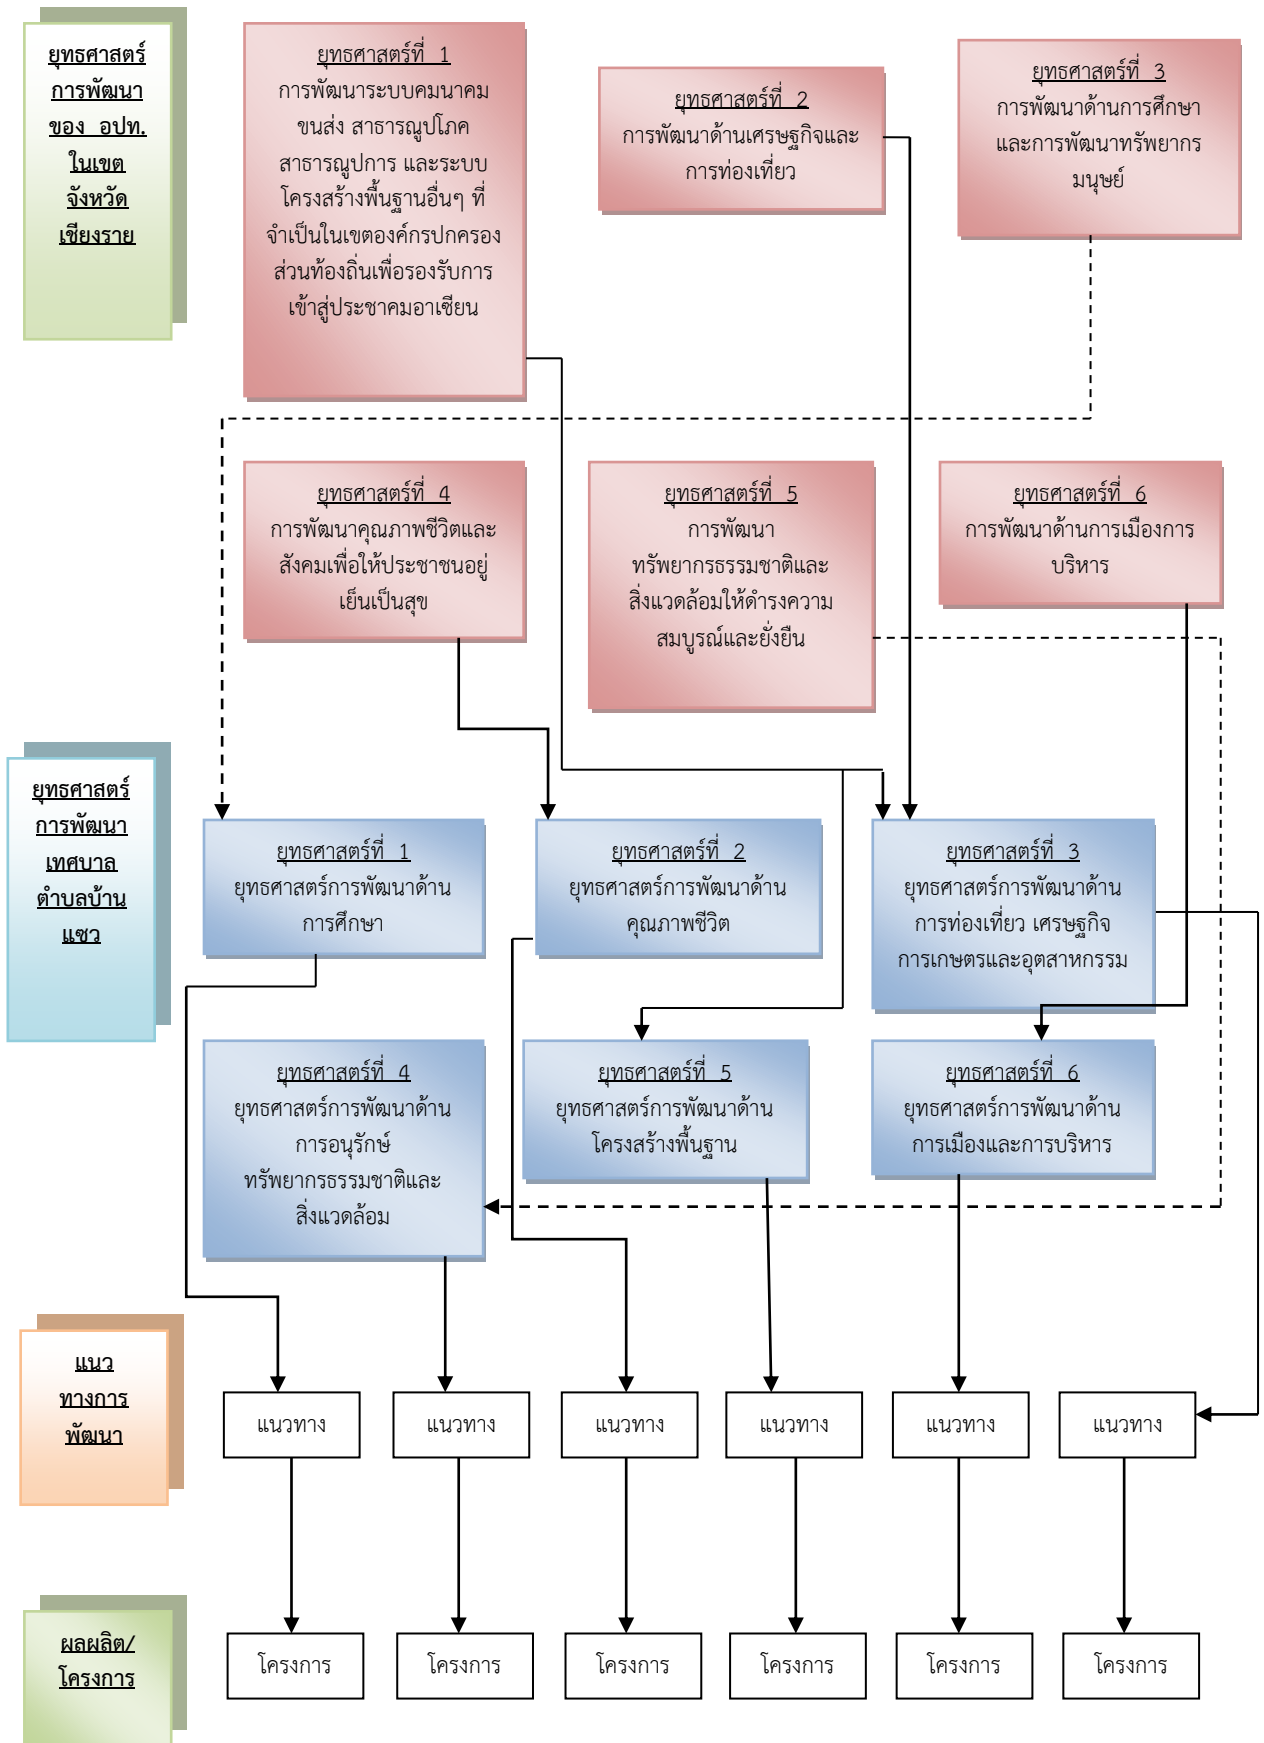 ยุทธศาสตร์
การพัฒนา
ของ อปท.
ในเขต
จังหวัด
เชียงราย
ยุทธศาสตร์ที่ 1
การพัฒนาระบบคมนาคม
ขนส่ง สาธารณูปโภค
สาธารณูปการ และระบบ
โครงสร้างพื้นฐานอื่นๆ ที่
จำเป็นในเขตองค์กรปกครอง
ส่วนท้องถิ่นเพื่อรองรับการ
เข้าสู่ประชาคมอาเซียน
ยุทธศาสตร์ที่ 2
การพัฒนาด้านเศรษฐกิจและ
การท่องเที่ยว
ยุทธศาสตร์ที่ 3
การพัฒนาด้านการศึกษา
และการพัฒนาทรัพยากร
มนุษย์
ยุทธศาสตร์ที่ 4
การพัฒนาคุณภาพชีวิตและ
สังคมเพื่อให้ประชาชนอยู่
เย็นเป็นสุข
ยุทธศาสตร์ที่ 5
การพัฒนา
ทรัพยากรธรรมชาติและ
สิ่งแวดล้อมให้ดำรงความ
สมบูรณ์และยั่งยืน
ยุทธศาสตร์ที่ 6
การพัฒนาด้านการเมืองการ
บริหาร
ยุทธศาสตร์
การพัฒนา
เทศบาล
ตำบลบ้าน
แซว
ยุทธศาสตร์ที่ 1
ยุทธศาสตร์การพัฒนาด้าน
การศึกษา
ยุทธศาสตร์ที่ 2
ยุทธศาสตร์การพัฒนาด้าน
คุณภาพชีวิต
ยุทธศาสตร์ที่ 3
ยุทธศาสตร์การพัฒนาด้าน
การท่องเที่ยว เศรษฐกิจ
การเกษตรและอุตสาหกรรม
ยุทธศาสตร์ที่ 4
ยุทธศาสตร์การพัฒนาด้าน
การอนุรักษ์
ทรัพยากรธรรมชาติและ
สิ่งแวดล้อม
ยุทธศาสตร์ที่ 5
ยุทธศาสตร์การพัฒนาด้าน
โครงสร้างพื้นฐาน
ยุทธศาสตร์ที่ 6
ยุทธศาสตร์การพัฒนาด้าน
การเมืองและการบริหาร
แนว
ทางการ
พัฒนา
แนวทาง
แนวทาง
แนวทาง
แนวทาง
แนวทาง
แนวทาง
ผลผลิต/
โครงการ
โครงการ
โครงการ
โครงการ
โครงการ
โครงการ
โครงการ